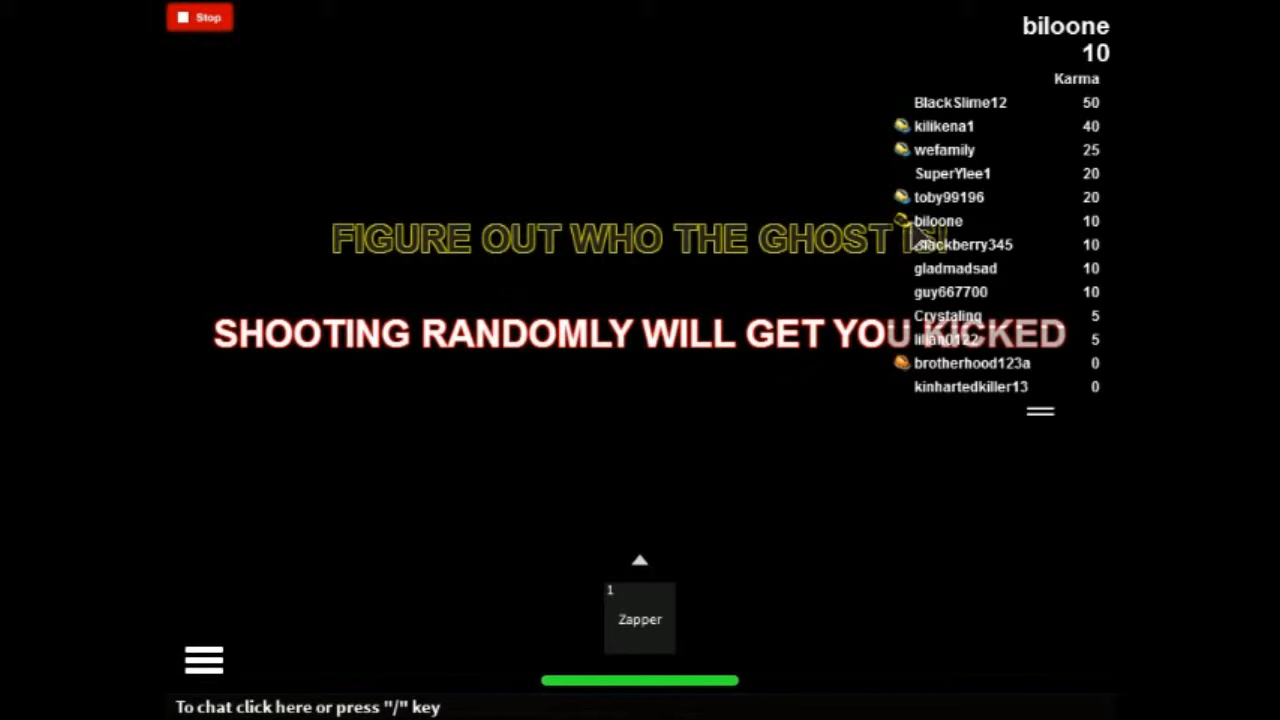 Stop
biloone
10
Karma
BlackSlime12 50
kilikena1 40
wefamily 25
SuperYlee1 20
toby99196 20
biloone 10
10
gladmadsad 10
guy667700 10
Crystaling 5
lilian0122 5
brotherhood123a 0
kinhartedkiller13 0
FIGURE OUT WHO THE GHOST IS!
SHOOTING RANDOMLY WILL GET YOU KICKED
1
Zapper
To chat click here or press "/" key